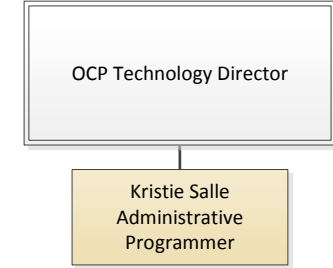 OCP Technology Director
Kristie Salle
Administrative
Programmer